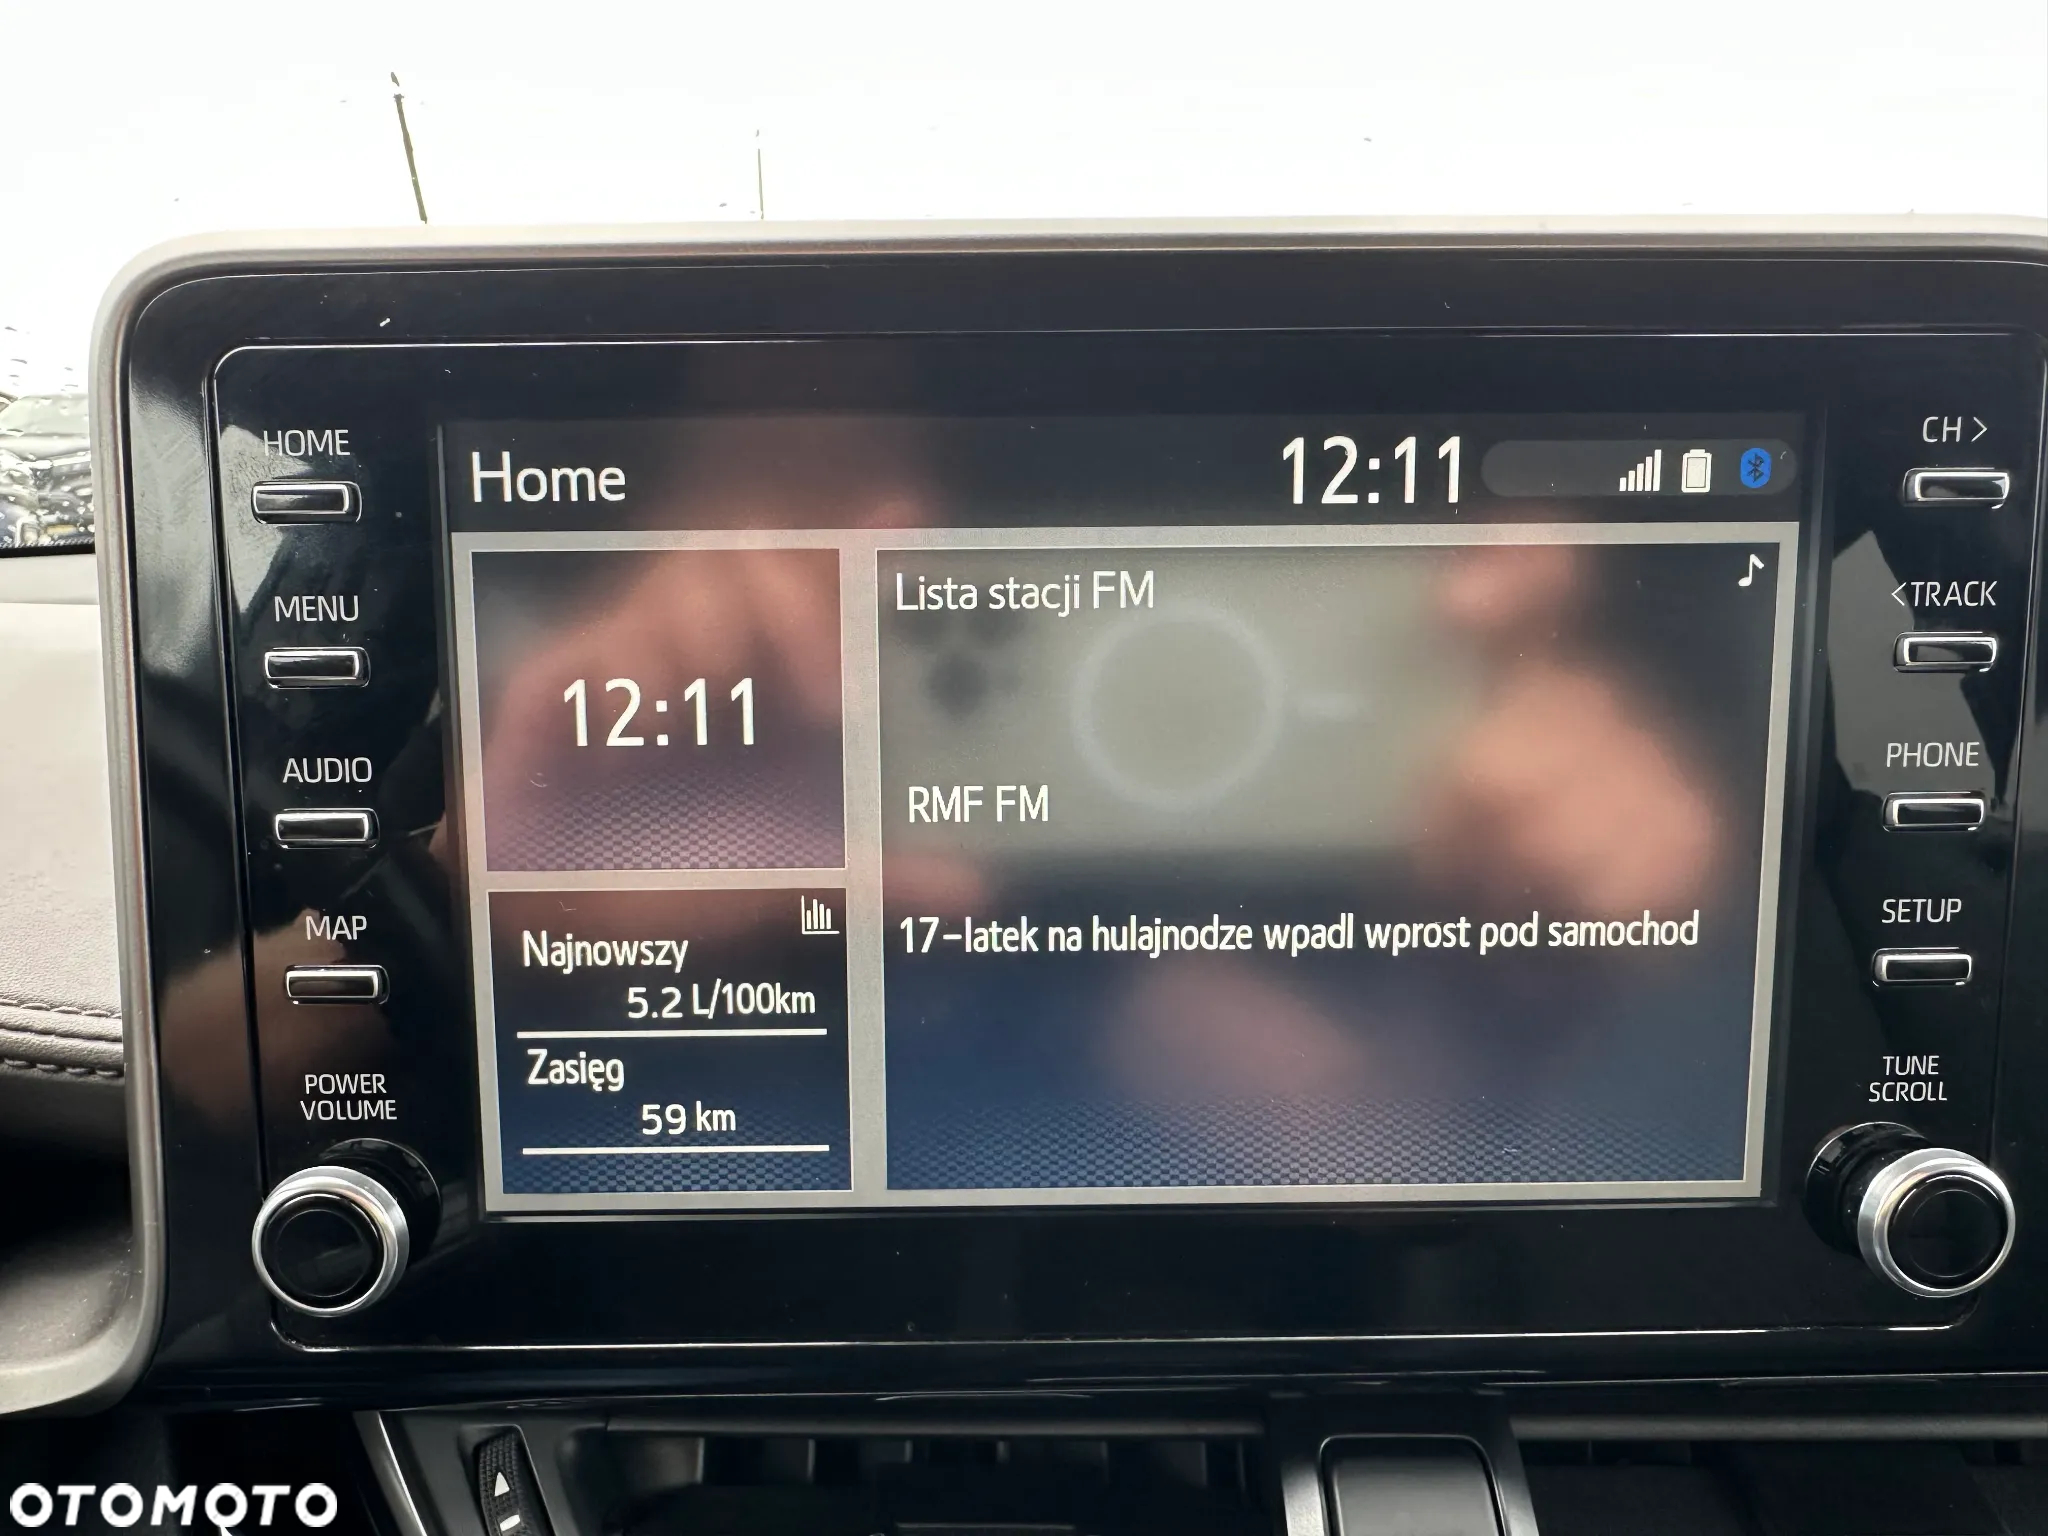 HOME
MENU
AUDIO
MAP
POWER
VOLUME
Home
12:11
12:11
Najnowszy
5.2 L/100km
Zasięg
59 km
Lista stacji FM
RMF FM
17-latek na hulajnodze wpadl wprost pod samochod
CH >
<TRACK
PHONE
SETUP
TUNE
SCROLL
OTOMOTO